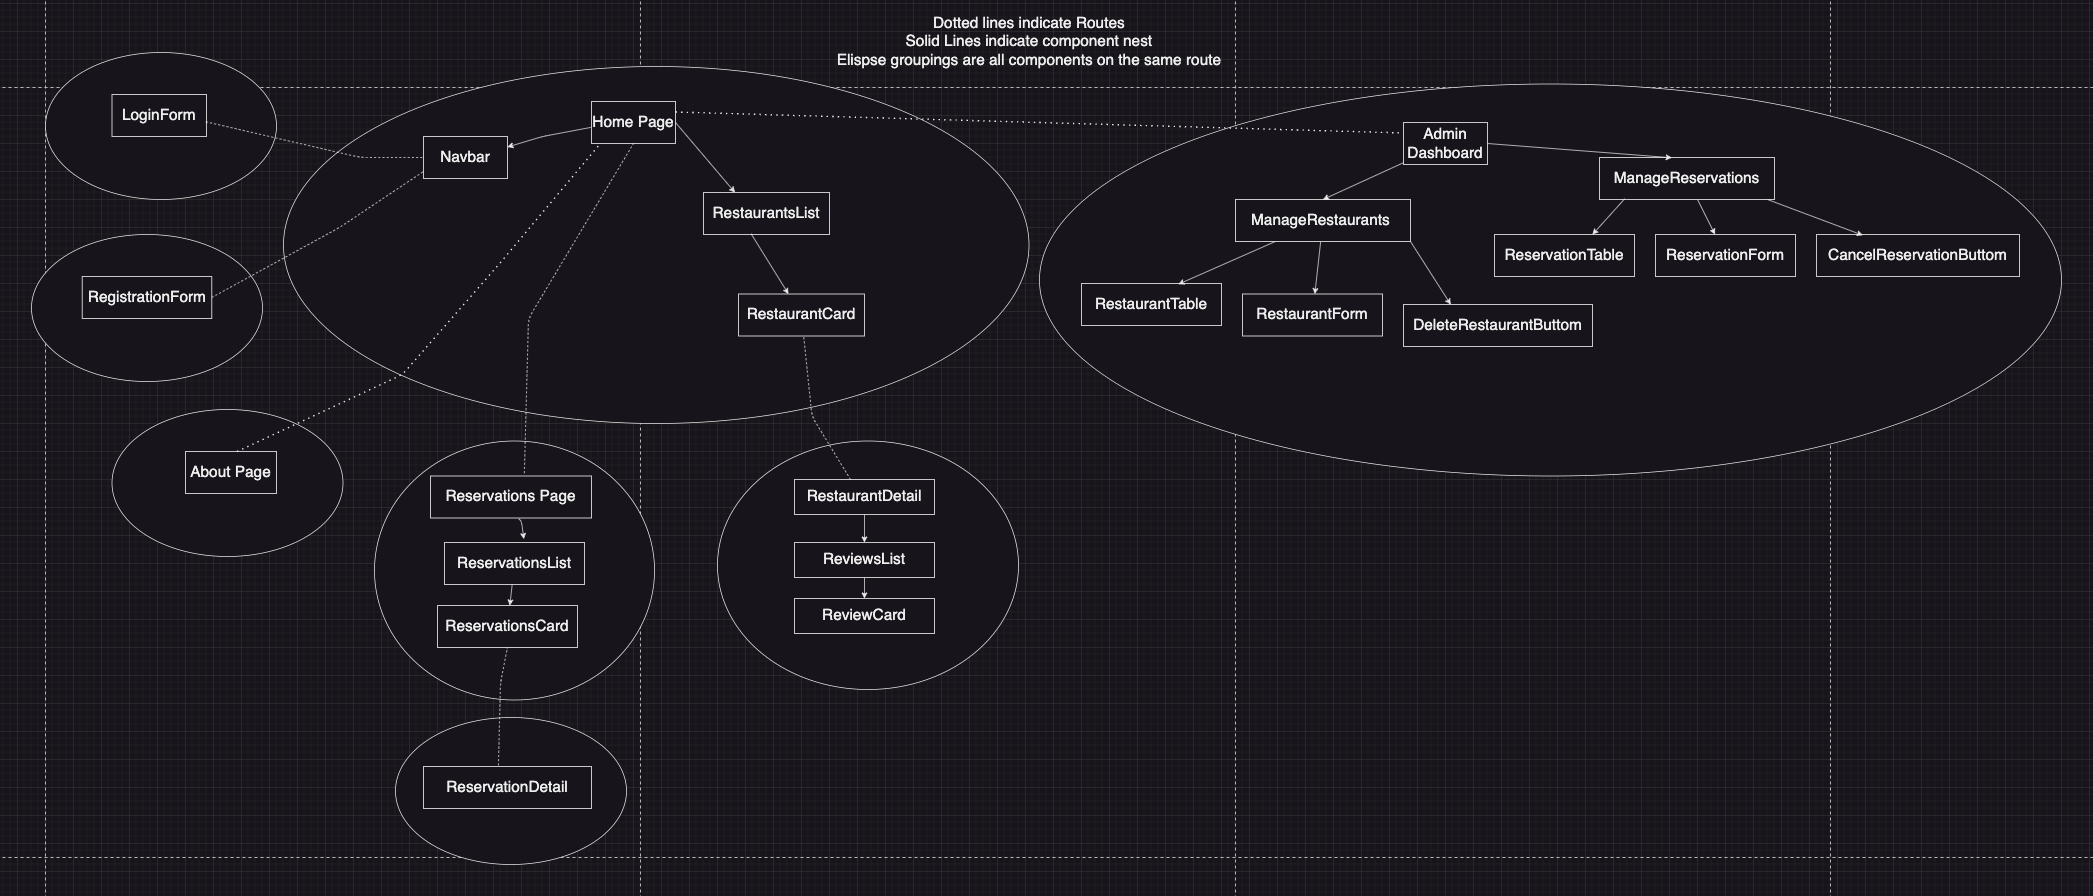 Dotted lines indicate Routes
Solid Lines indicate component nest
Elispse groupings are all components on the same route
LoginForm
Home Page
Navbar
RestaurantsList
RestaurantCard
RegistrationForm
About Page
Reservations Page
ReservationsList
ReservationsCard
ReservationDetail
RestaurantDetail
ReviewsList
ReviewCard
Admin
Dashboard
ManageReservations
ManageRestaurants
ReservationTable
ReservationForm
CancelReservationButtom
RestaurantTable
RestaurantForm
DeleteRestaurantButtom